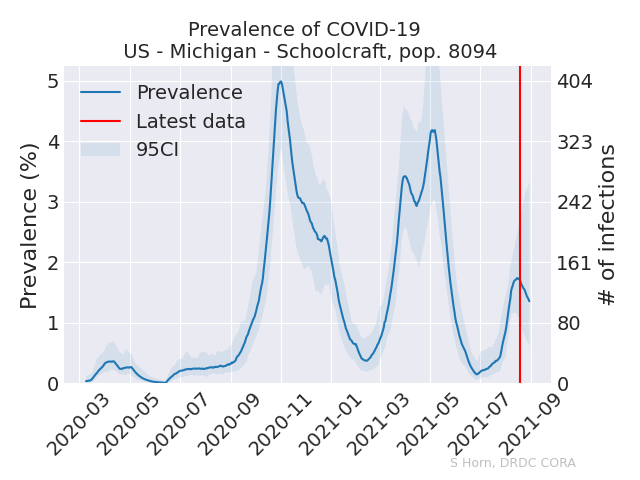 Prevalence of COVID-19
US - Michigan - Schoolcraft, pop. 8094
Prevalence
Latest data
95CI
Prevalence (%)
5
4
3
2
1
0
# of infections
404
323
242
161
80
0
2020-03
2020-05
2020-07
2020-09
2020-11
2021-01
2021-03
2021-05
2021-07
2021-09
S Horn, DRDC CORA